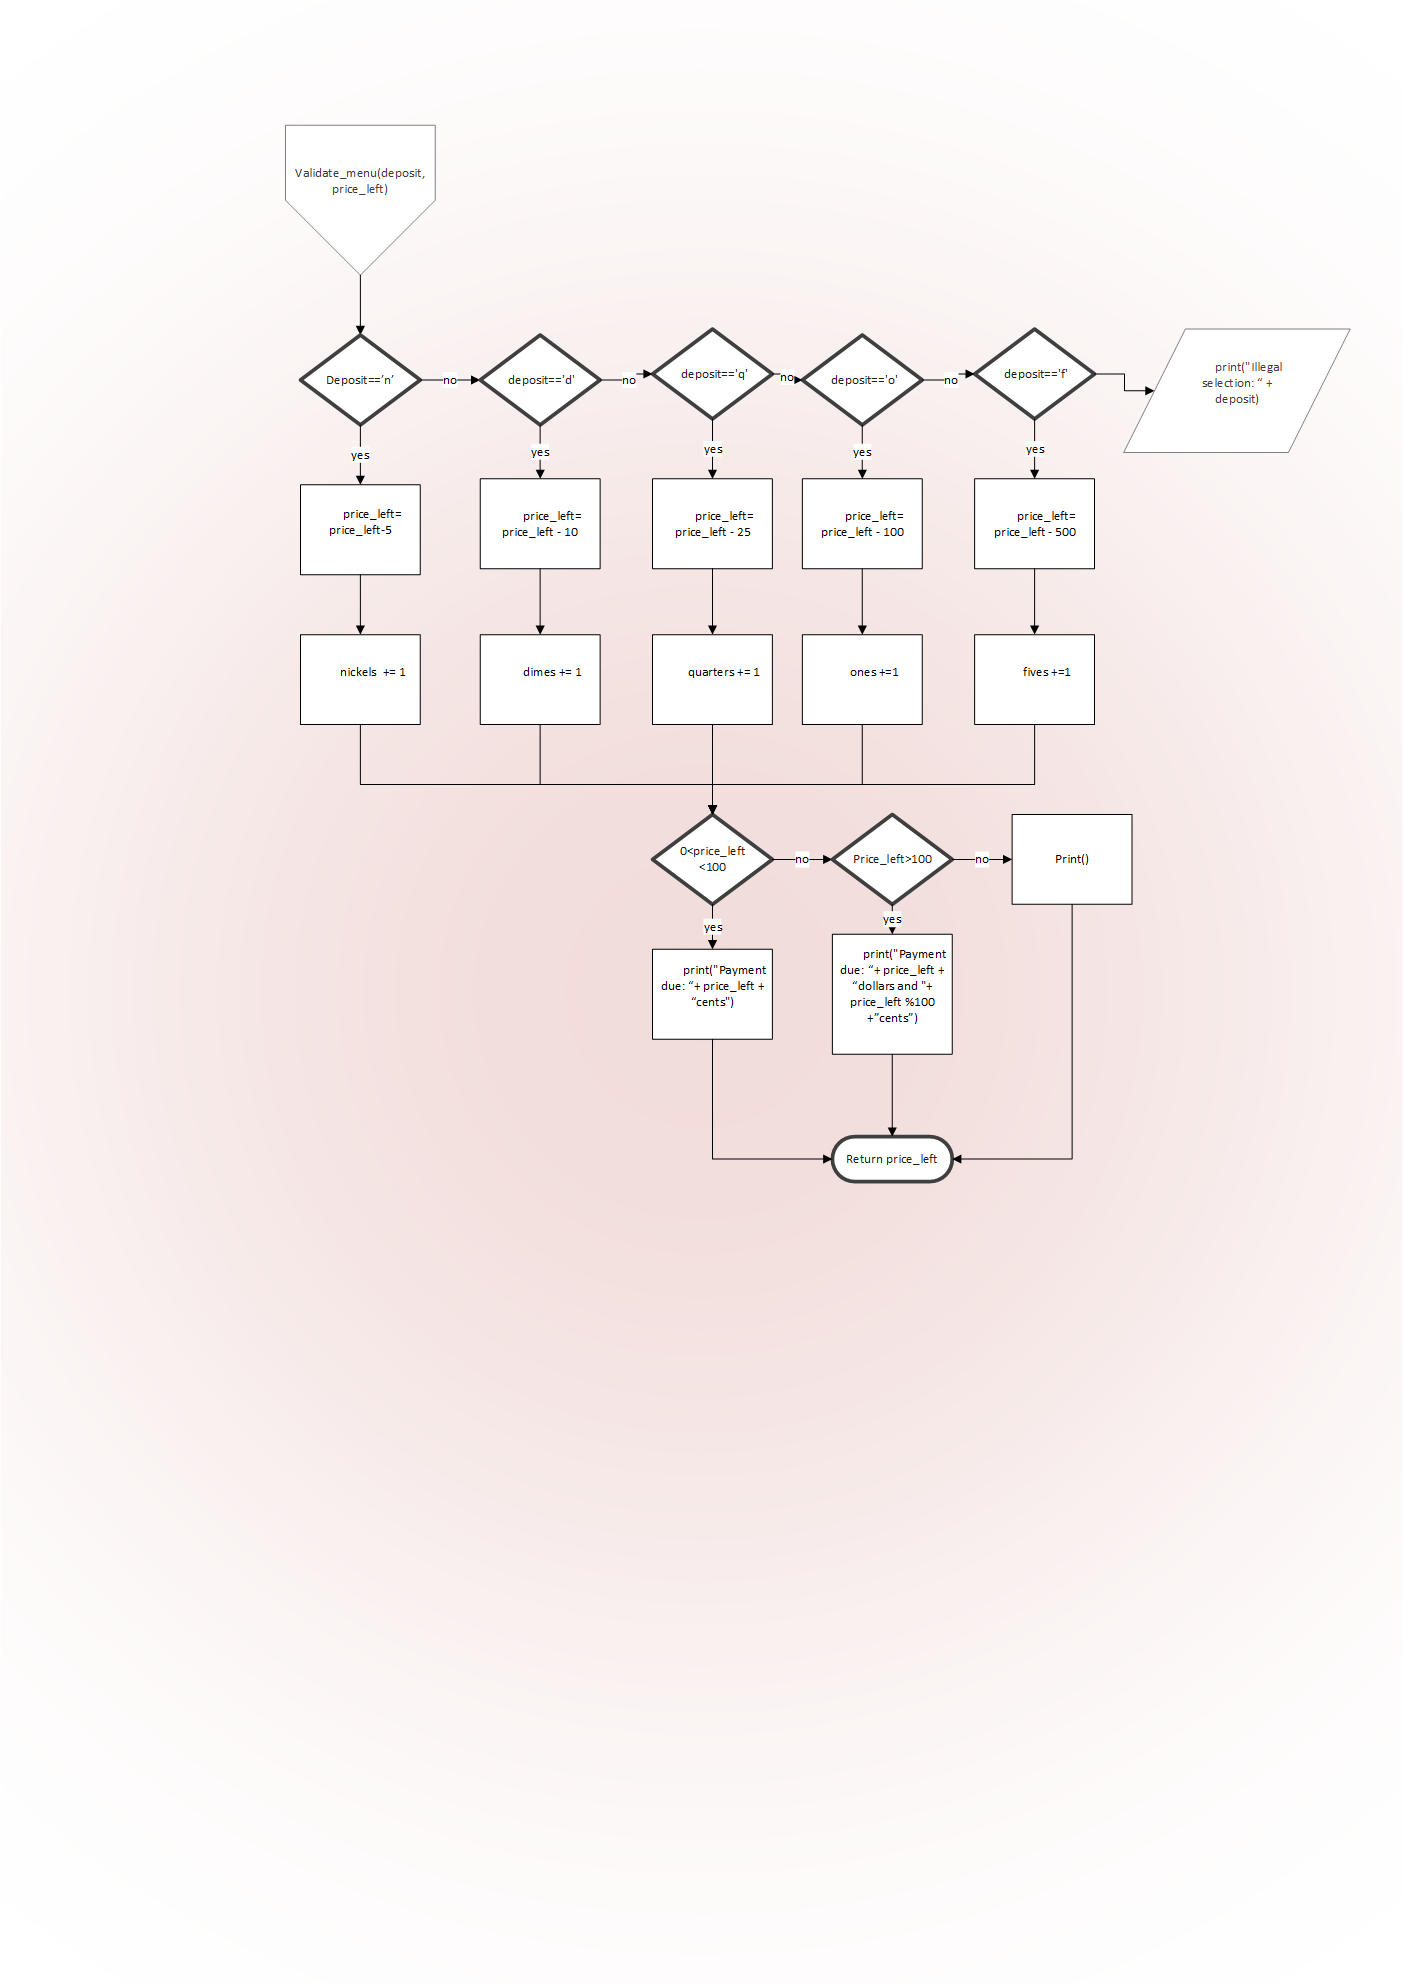 Validate_menu(deposit,
price_left)
Deposit==’n’
no
deposit=='d'
no
deposit=='q'
no
deposit=='o'
no
deposit=='f'
print("Illegal
selection: “ +
deposit)
yes
yes
yes
yes
yes
price_left=
price_left-5
price_left=
price_left - 10
price_left=
price_left - 25
price_left=
price_left - 100
price_left=
price_left - 500
nickels  += 1
dimes += 1
quarters += 1
ones +=1
fives +=1
0<price_left
<100
no
Price_left>100
no
Print()
yes
yes
print("Payment
due: “+ price_left +
“cents")
print("Payment
due: “+ price_left +
“dollars and "+
price_left %100
+”cents”)
Return price_left